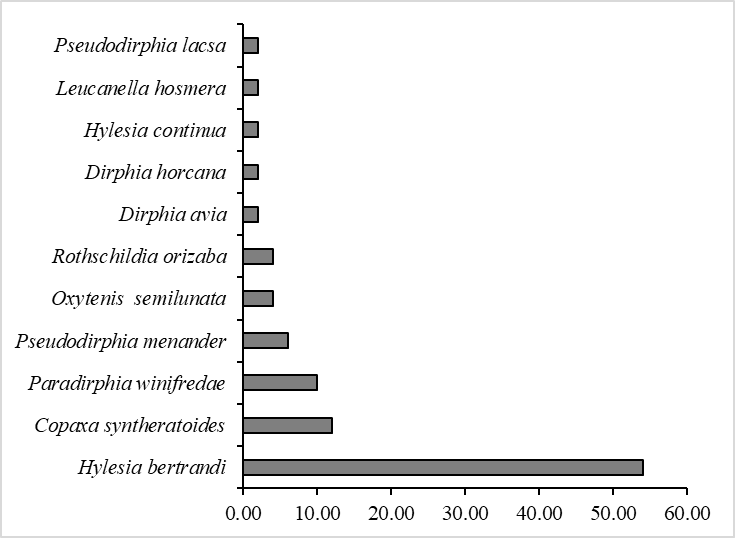 Pseudodirphia lacsa
Leucanella hosmera
Hylesia continua
Dirphia horcana
Dirphia avia
Rothschildia orizaba
Oxytenis semilunata
Pseudodirphia menander
Paradirphia winifredae
Copaxa syntheratoides
Hylesia bertrandi
0.00 10.00 20.00 30.00 40.00 50.00 60.00